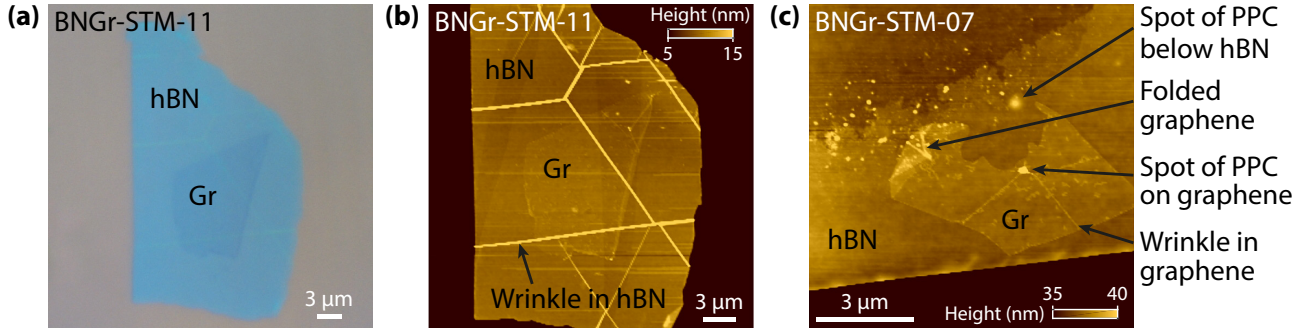 (a)
BNGr-STM-11
hBN
Gr
3 µm
(b)
BNGr-STM-11
Height (nm)
5 15
hBN
Gr
Wrinkle in hBN
3 µm
(c)
BNGr-STM-07
hBN
Gr
3 µm
35 40
Height (nm)
Spot of PPC
below hBN
Folded
graphene
Spot of PPC
on graphene
Wrinkle in
graphene